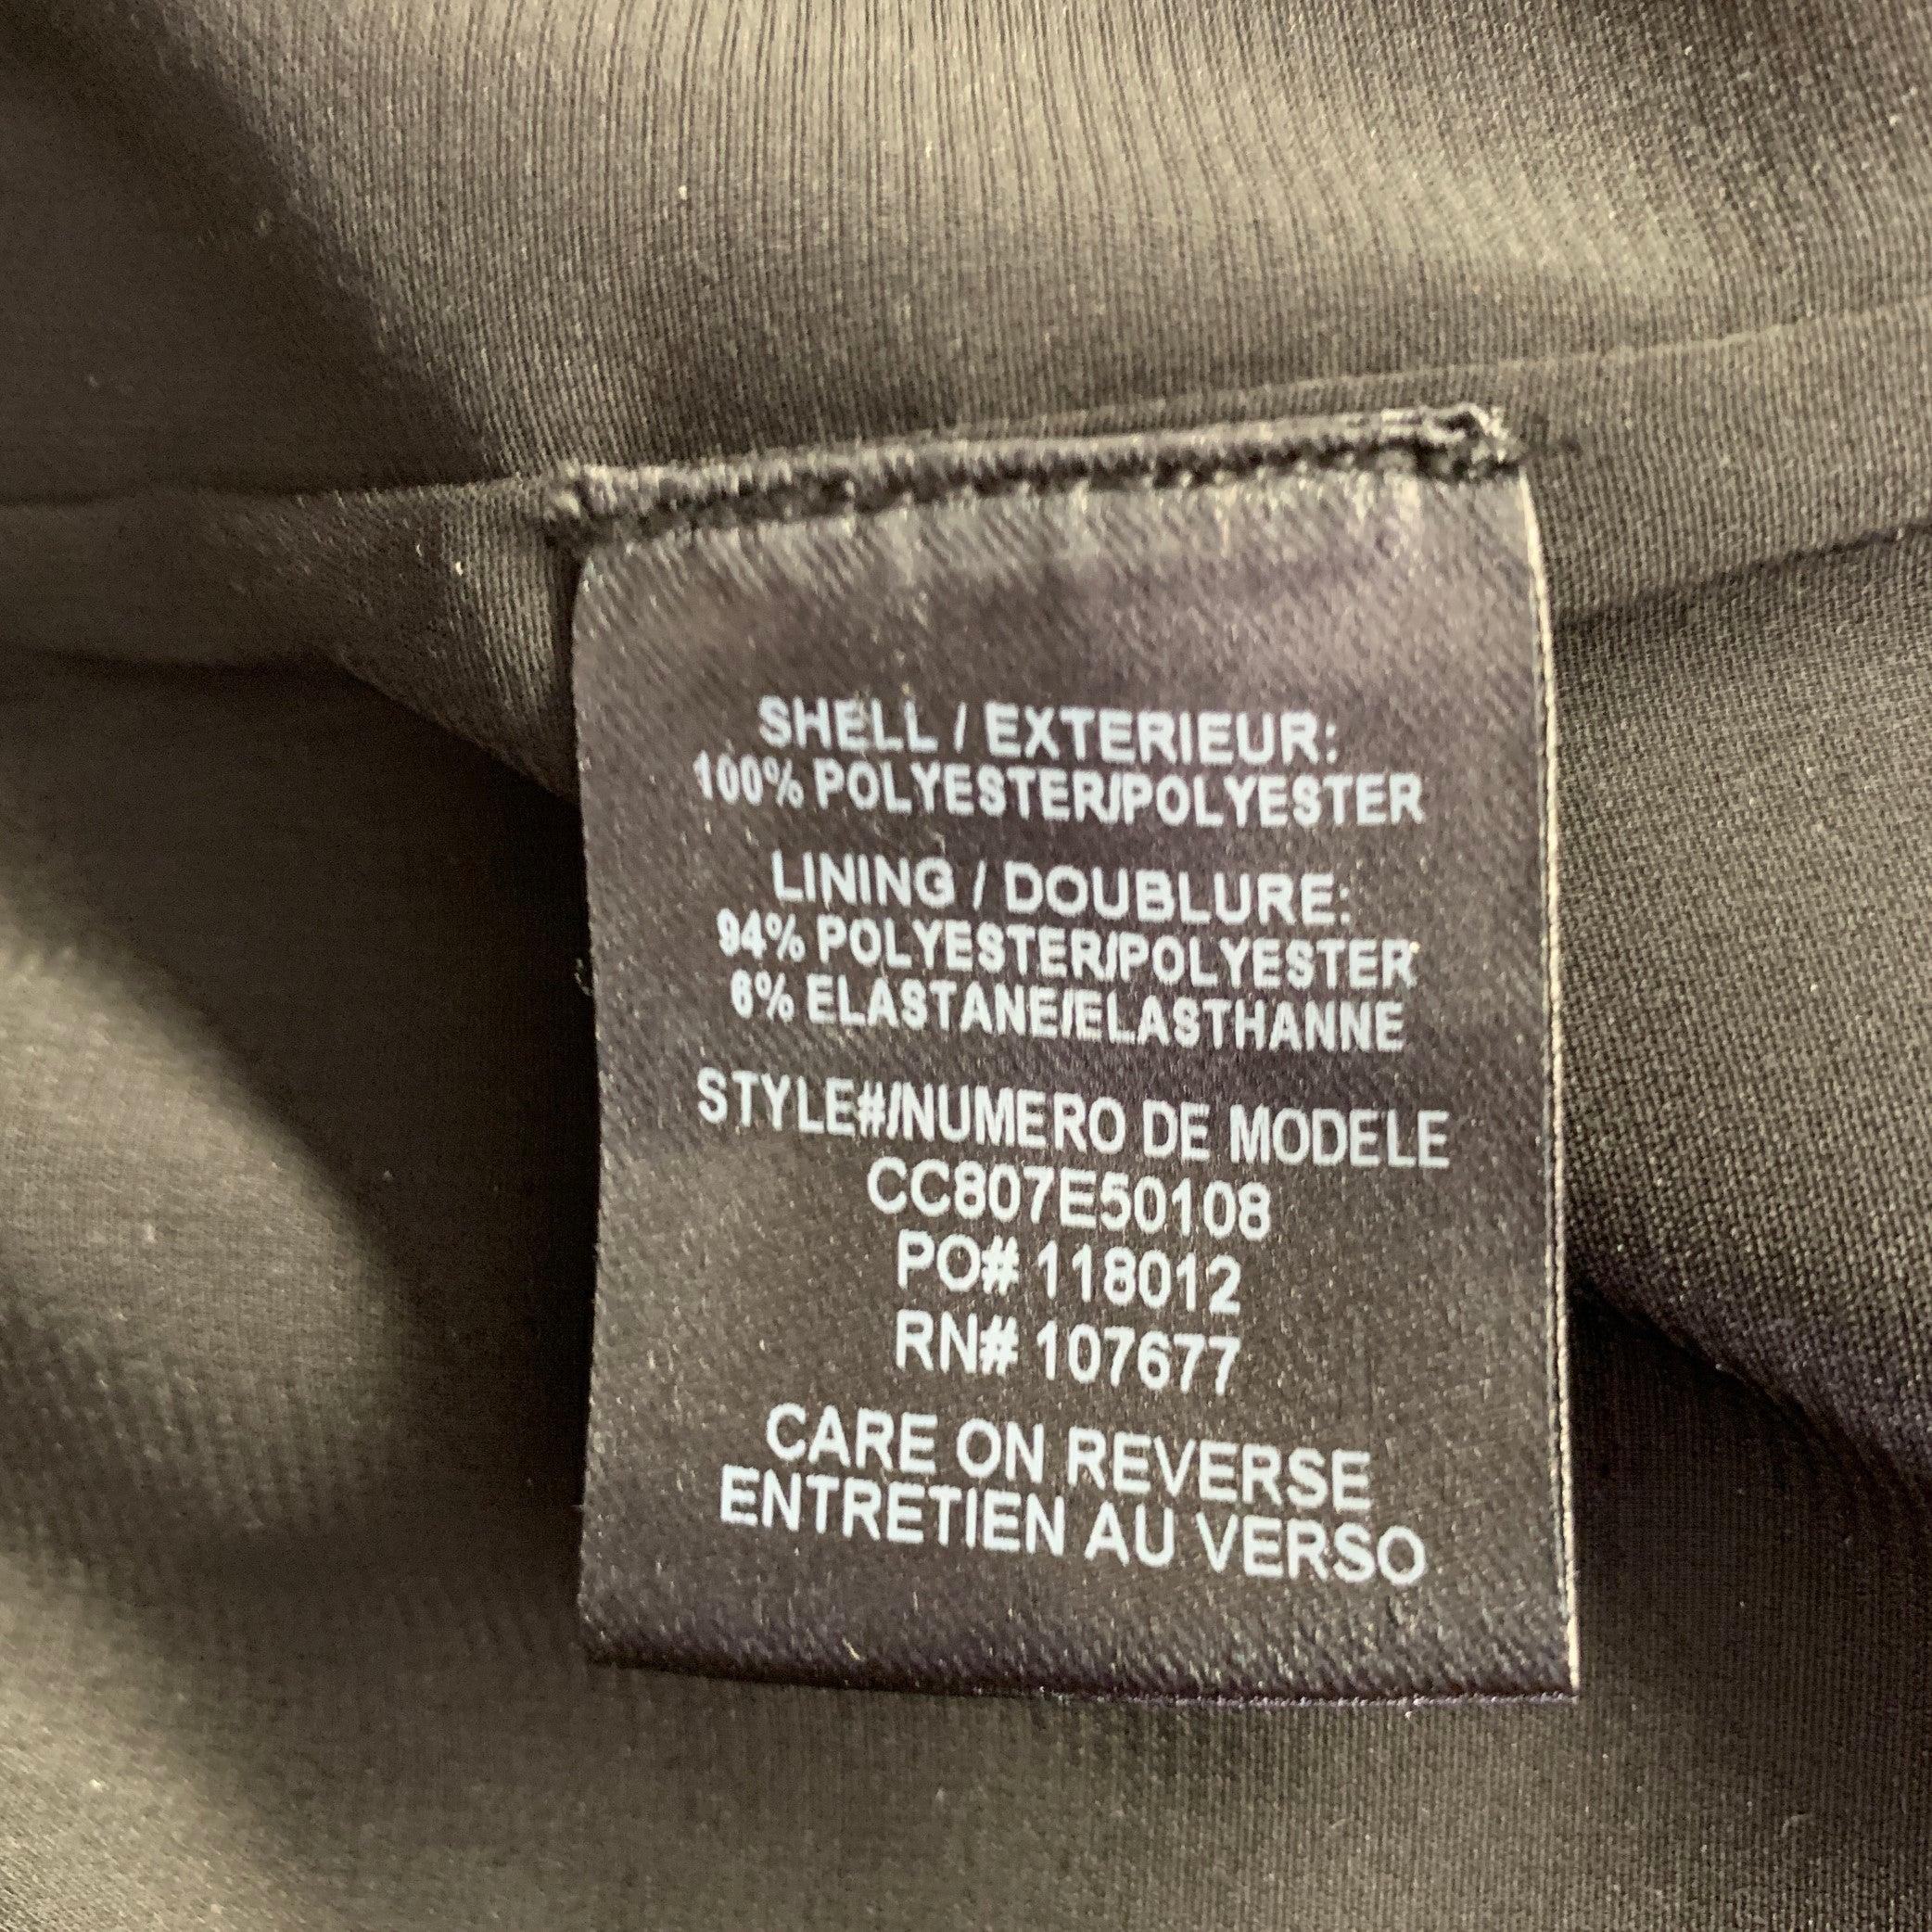 SHELL / EXTERIEUR:
100% POLYESTER/POLYESTER
LINING / DOUBLURE:
94% POLYESTER/POLYESTER
6% ELASTANE/ELASTHANNE
STYLE#/NUMERO DE MODELE
CC807E50108
PO# 118012
RN# 107677
CARE ON REVERSE
ENTRETIEN AU VERSO